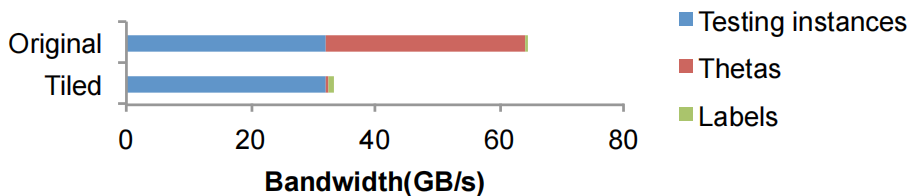 Original
Tiled
0 20 40 60 80
Bandwidth(GB/s)
Testing instances
Thetas
Labels